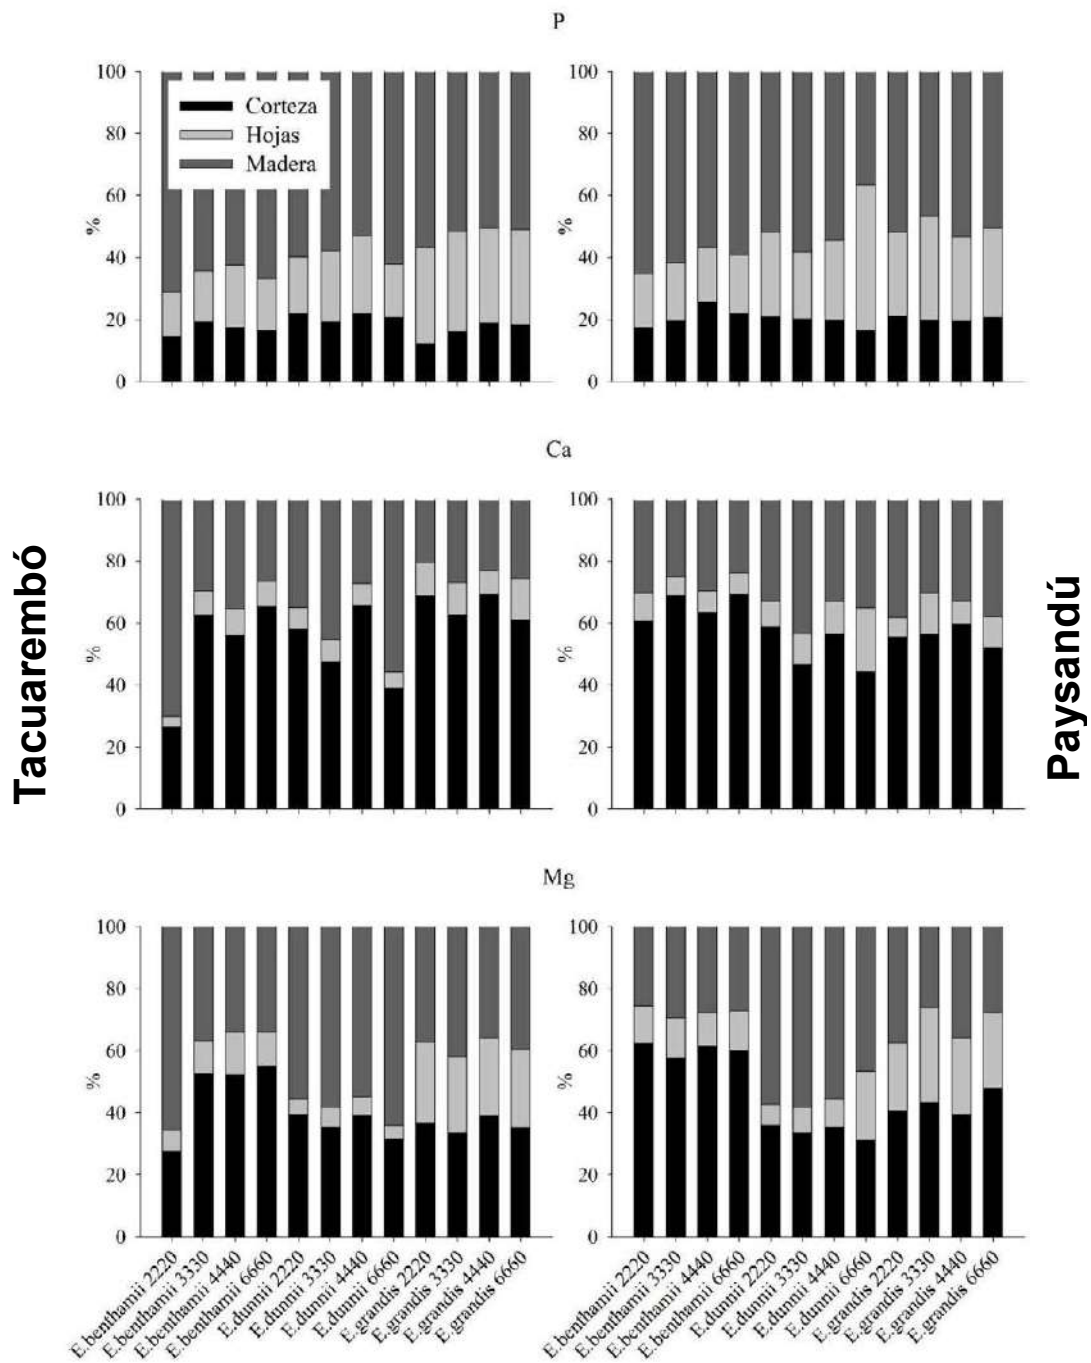 P
100
80
60
40
20
0
%
Corteza
Hojas
Madera
100
80
60
40
20
0
%
Ca
Tacuarembó
100
80
60
40
20
0
%
100
80
60
40
20
0
%
Paysandú
Mg
100
80
60
40
20
0
%
100
80
60
40
20
0
%
E.benthamii 2220
E.benthamii 3330
E.benthamii 4440
E.benthamii 6660
E.dunnii 2220
E.dunnii 3330
E.dunnii 4440
E.dunnii 6660
E.grandis 2220
E.grandis 3330
E.grandis 4440
E.grandis 6660
E.benthamii 2220
E.benthamii 3330
E.benthamii 4440
E.benthamii 6660
E.dunnii 2220
E.dunnii 3330
E.dunnii 4440
E.dunnii 6660
E.grandis 2220
E.grandis 3330
E.grandis 4440
E.grandis 6660